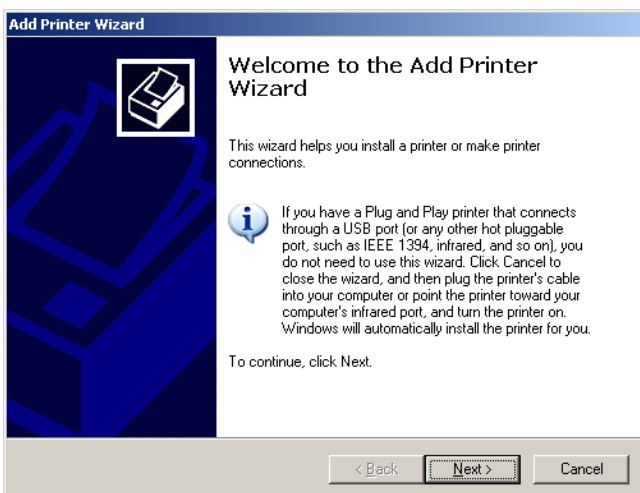 Add Printer Wizard
Welcome to the Add Printer
Wizard
This wizard helps you install a printer or make printer
connections.
If you have a Plug and Play printer that connects
through a USB port (or any other hot pluggable
port, such as IEEE 1394, infrared, and so on), you
do not need to use this wizard. Click Cancel to
close the wizard, and then plug the printer's cable
into your computer or point the printer toward your
computer's infrared port, and turn the printer on.
Windows will automatically install the printer for you.
To continue, click Next.
< Back Next > Cancel